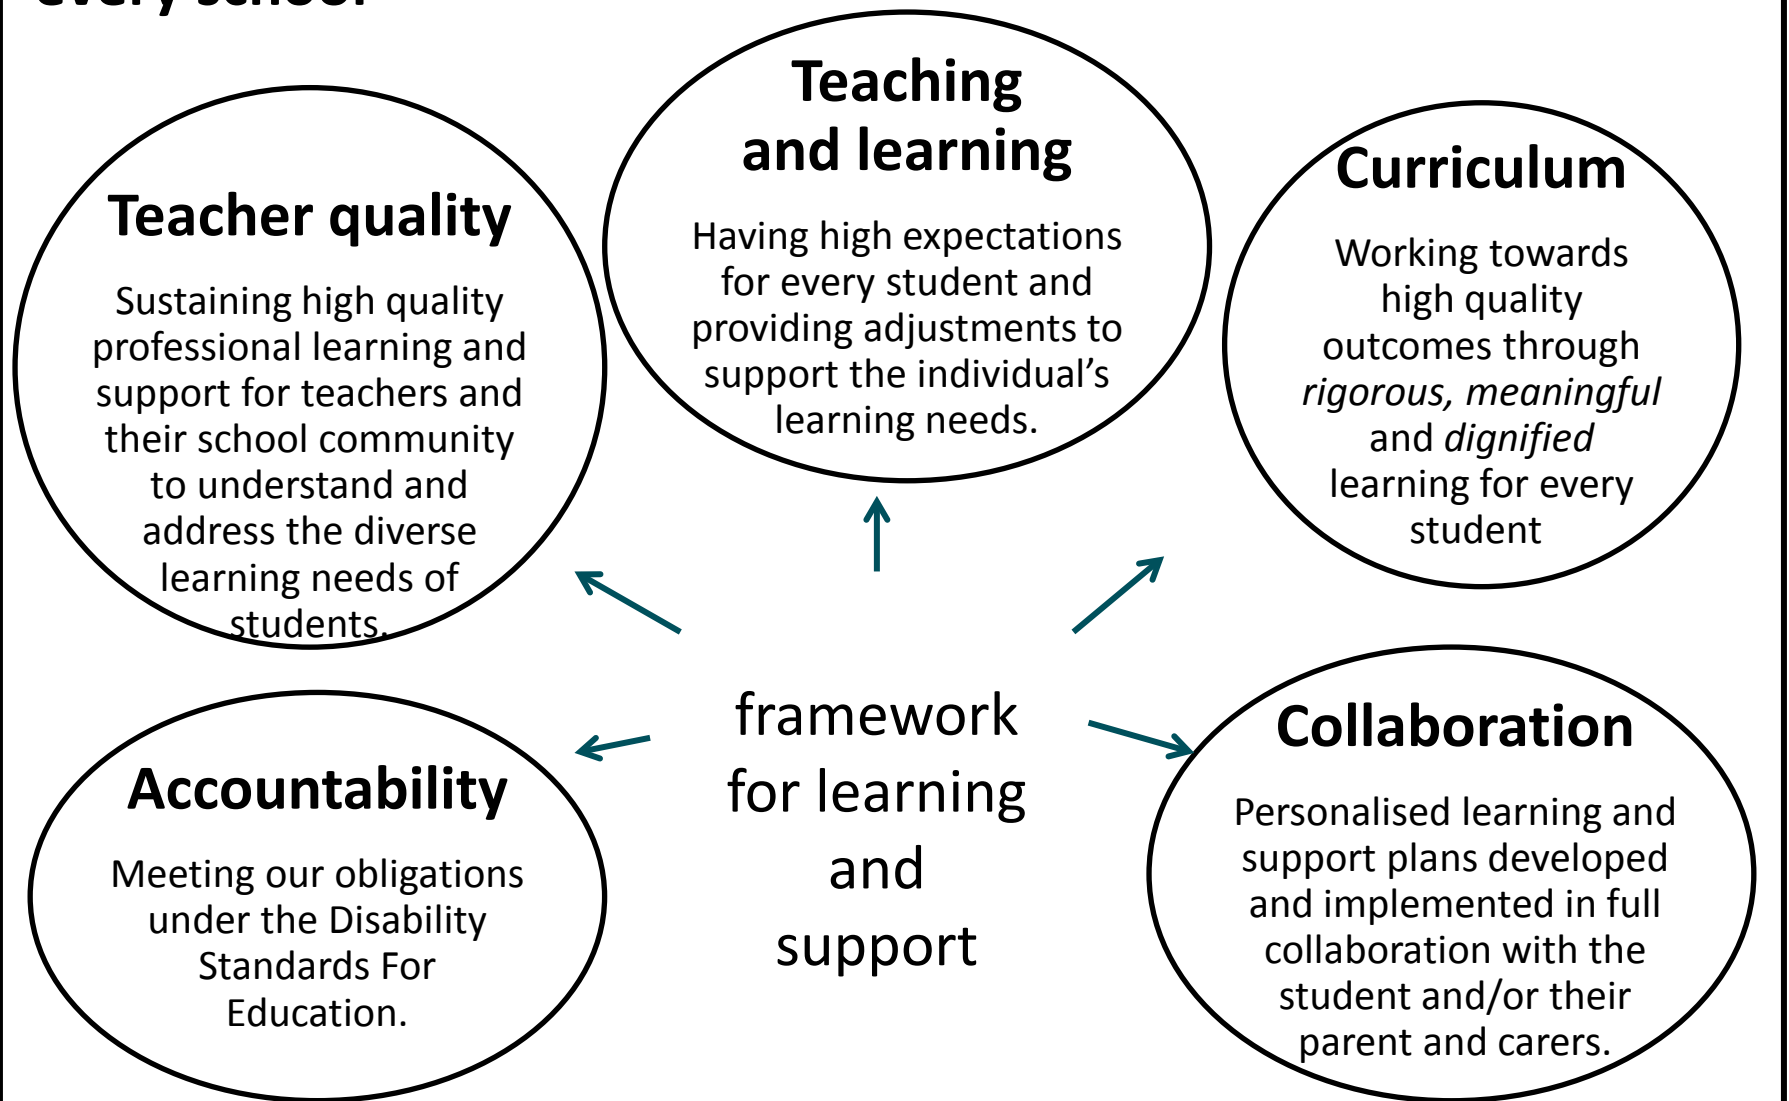 every school
Teaching
and learning
Having high expectations
for every student and
providing adjustments to
support the individual’s
learning needs.
Teacher quality
Sustaining high quality
professional learning and
support for teachers and
their school community
to understand and
address the diverse
learning needs of
students.
Curriculum
Working towards
high quality
outcomes through
rigorous, meaningful
and dignified
learning for every
student
framework
for learning
and
support
Accountability
Meeting our obligations
under the Disability
Standards For
Education.
Collaboration
Personalised learning and
support plans developed
and implemented in full
collaboration with the
student and/or their
parent and carers.